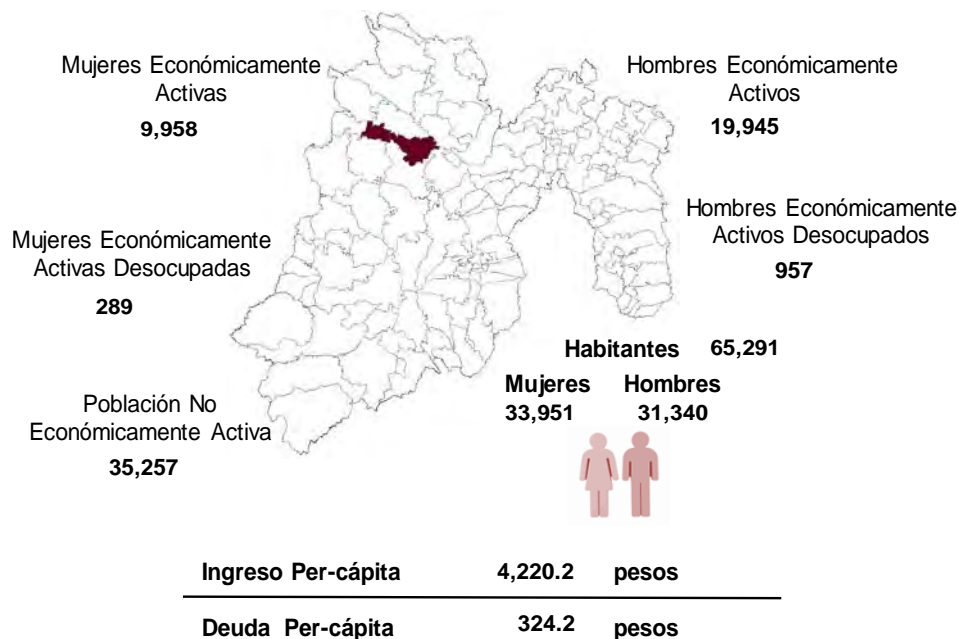 Mujeres Económicamente
Activas
9,958
Hombres Económicamente
Activos
19,945
Mujeres Económicamente
Activas Desocupadas
289
Hombres Económicamente
Activos Desocupados
957
Habitantes 65,291
Mujeres Hombres
33,951 31,340
Población No
Económicamente Activa
35,257
Ingreso Per-cápita 4,220.2 pesos
Deuda Per-cápita 324.2 pesos